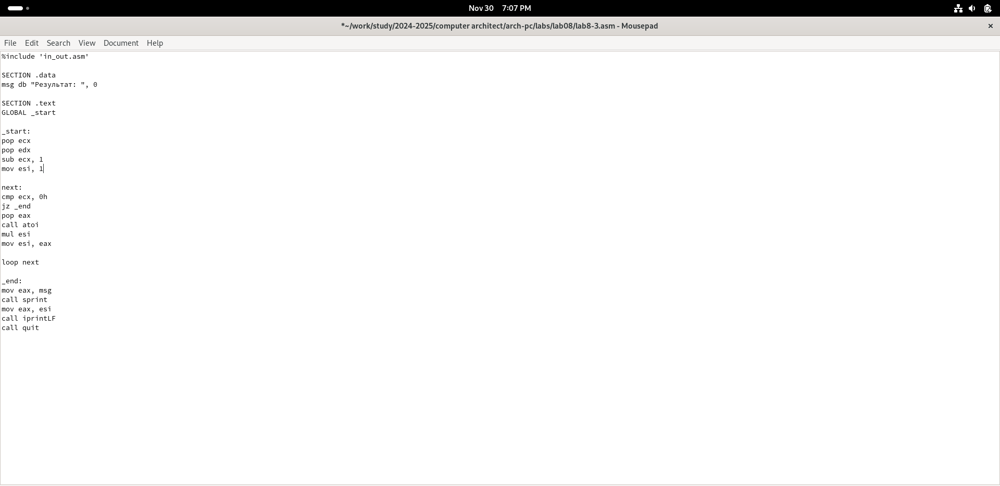 Nov 30 7:07 PM
*~/work/study/2024-2025/computer architect/arch-pc/labs/lab08/lab8-3.asm - Mousepad
File Edit Search View Document Help
%include 'in_out.asm'
SECTION .data
msg db "Результат: ", 0
SECTION .text
GLOBAL _start
_start:
pop ecx
pop edx
sub ecx, 1
mov esi, 1
next:
cmp ecx, 0h
jz _end
pop eax
call atoi
mul esi
mov esi, eax
loop next
_end:
mov eax, msg
call sprint
mov eax, esi
call iprintLF
call quit